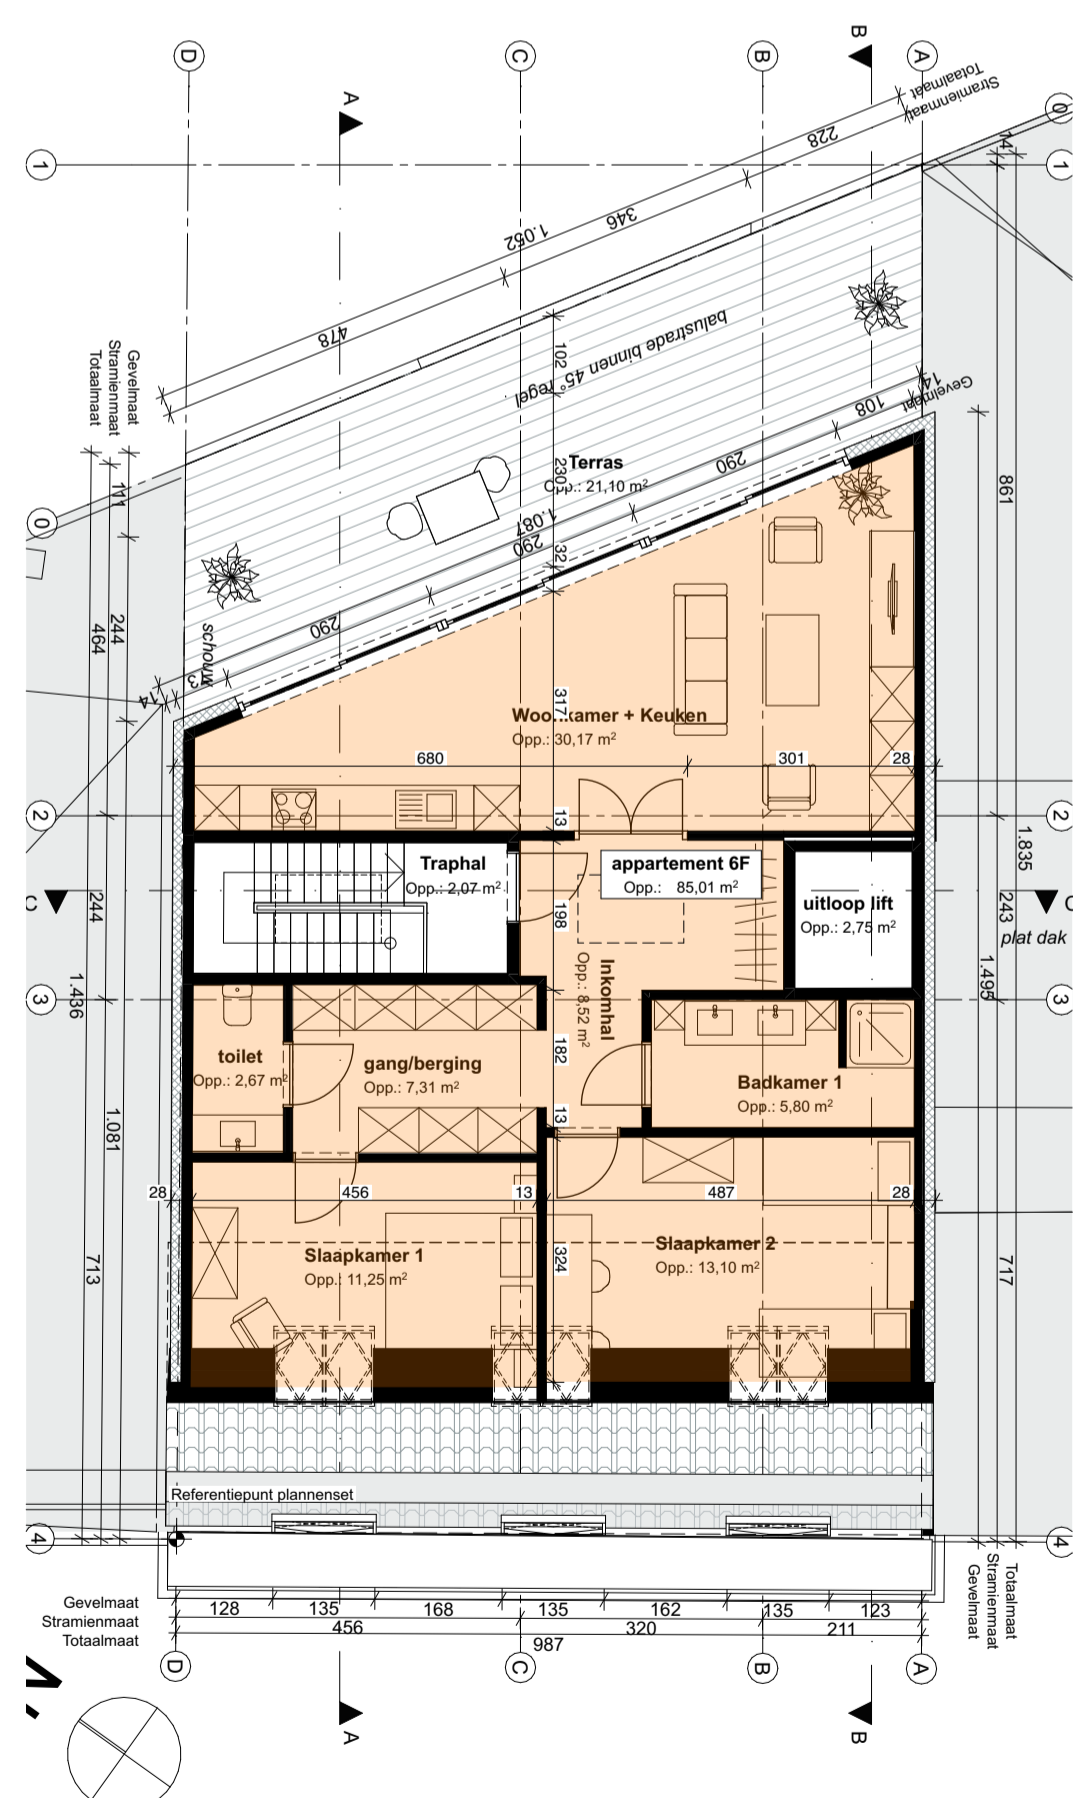 B
D
C
B
A
A
Totaalmaat
Stramienmaat
0
1
1
14
228
346
1.052
478
balustrade binnen 45° regel
102
Gevelmaat
Stramienmaat
Totaalmaat
14
Gevelmaat
108
290
Terras
Opp.: 21,10 m²
230
1.087
290
32
290
111
0
861
244
464
schouw
14
317
Woonkamer + Keuken
Opp.: 30,17 m²
680
301
28
2
13
2
Traphal
Opp.: 2,07 m²
appartement 6F
Opp.: 85,01 m²
uitloop lift
Opp.: 2,75 m²
1.835
C
244
198
243
C
plat dak
Inkomhal
Opp.: 8,52 m²
1.436
1.495
3
3
toilet
Opp.: 2,67 m²
gang/berging
Opp.: 7,31 m²
182
Badkamer 1
Opp.: 5,80 m²
13
1.081
28
456
13
487
28
Slaapkamer 1
Opp.: 11,25 m²
324
Slaapkamer 2
Opp.: 13,10 m²
713
717
Referentiepunt plannenset
4
4
Gevelmaat
128
135
168
135
162
135
123
Stramienmaat
456
320
211
Totaalmaat
987
Totaalmaat
Stramienmaat
Gevelmaat
D
C
B
A
A
B
N